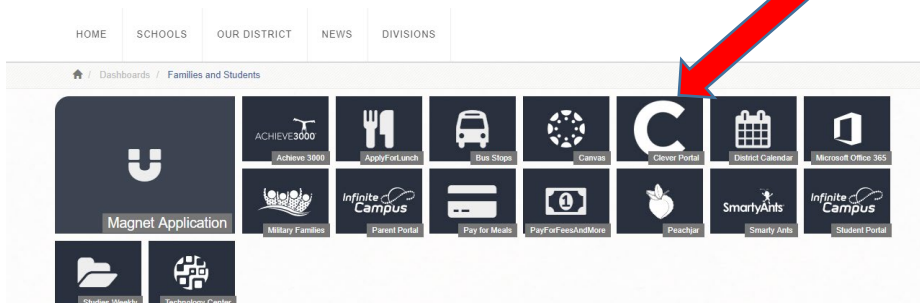 HOME SCHOOLS OUR DISTRICT NEWS DIVISIONS
/ Dashboards / Families and Students
ACHIEVE3000
Achieve 3000
ApplyForLunch
Bus Stops
Canvas
C
Clever Portal
District Calendar
Microsoft Office 365
Magnet Application
Military Families
Infinite Campus
Parent Portal
Pay for Meals
1
PayForFeesAndMore
Peachjar
SmartyAnts
Smarty Ants
Infinite Campus
Student Portal
Studies Weekly
Technology Center